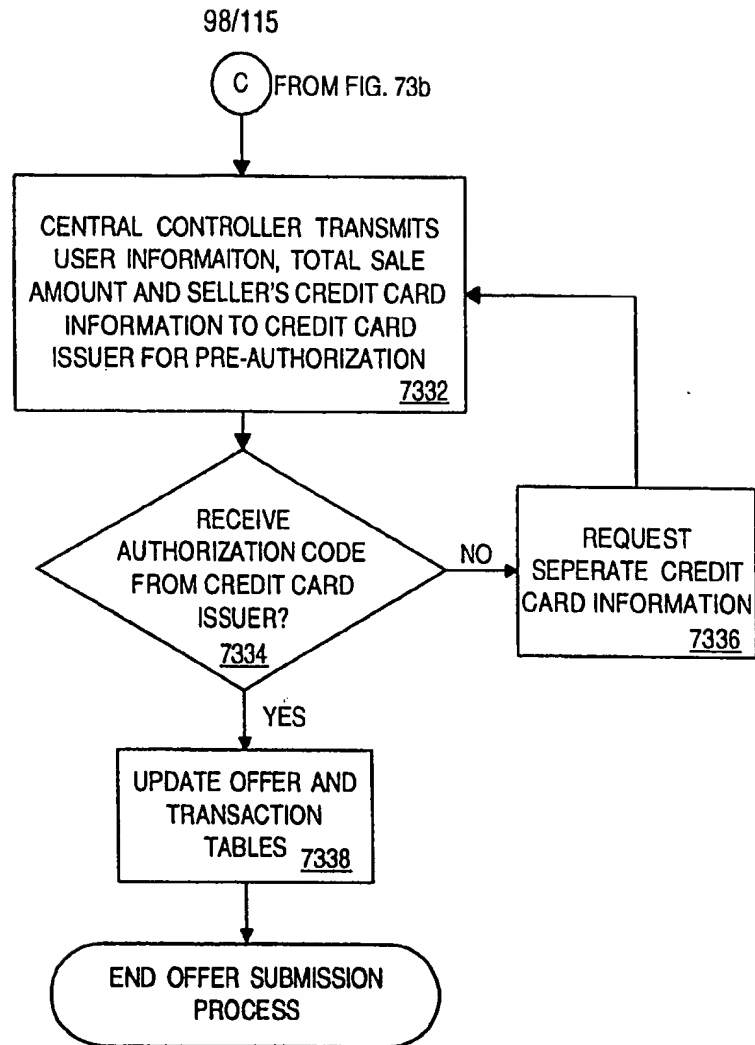 98/115
C FROM FIG. 73b
CENTRAL CONTROLLER TRANSMITS
USER INFORMAITON, TOTAL SALE
AMOUNT AND SELLER'S CREDIT CARD
INFORMATION TO CREDIT CARD
ISSUER FOR PRE-AUTHORIZATION
7332
RECEIVE
AUTHORIZATION CODE
FROM CREDIT CARD
ISSUER?
7334
NO
REQUEST
SEPERATE CREDIT
CARD INFORMATION
7336
YES
UPDATE OFFER AND
TRANSACTION
TABLES 7338
END OFFER SUBMISSION
PROCESS